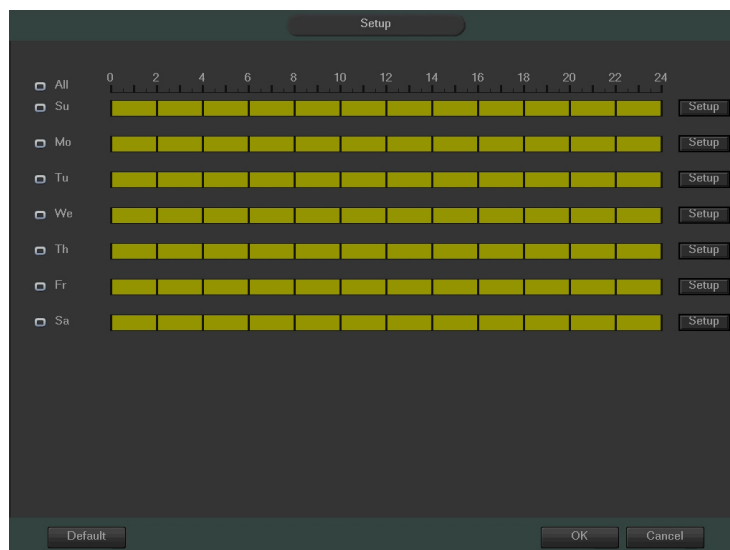 Setup
All 0 2 4 6 8 10 12 14 16 18 20 22 24
Su Setup
Mo Setup
Tu Setup
We Setup
Th Setup
Fr Setup
Sa Setup
Default OK Cancel